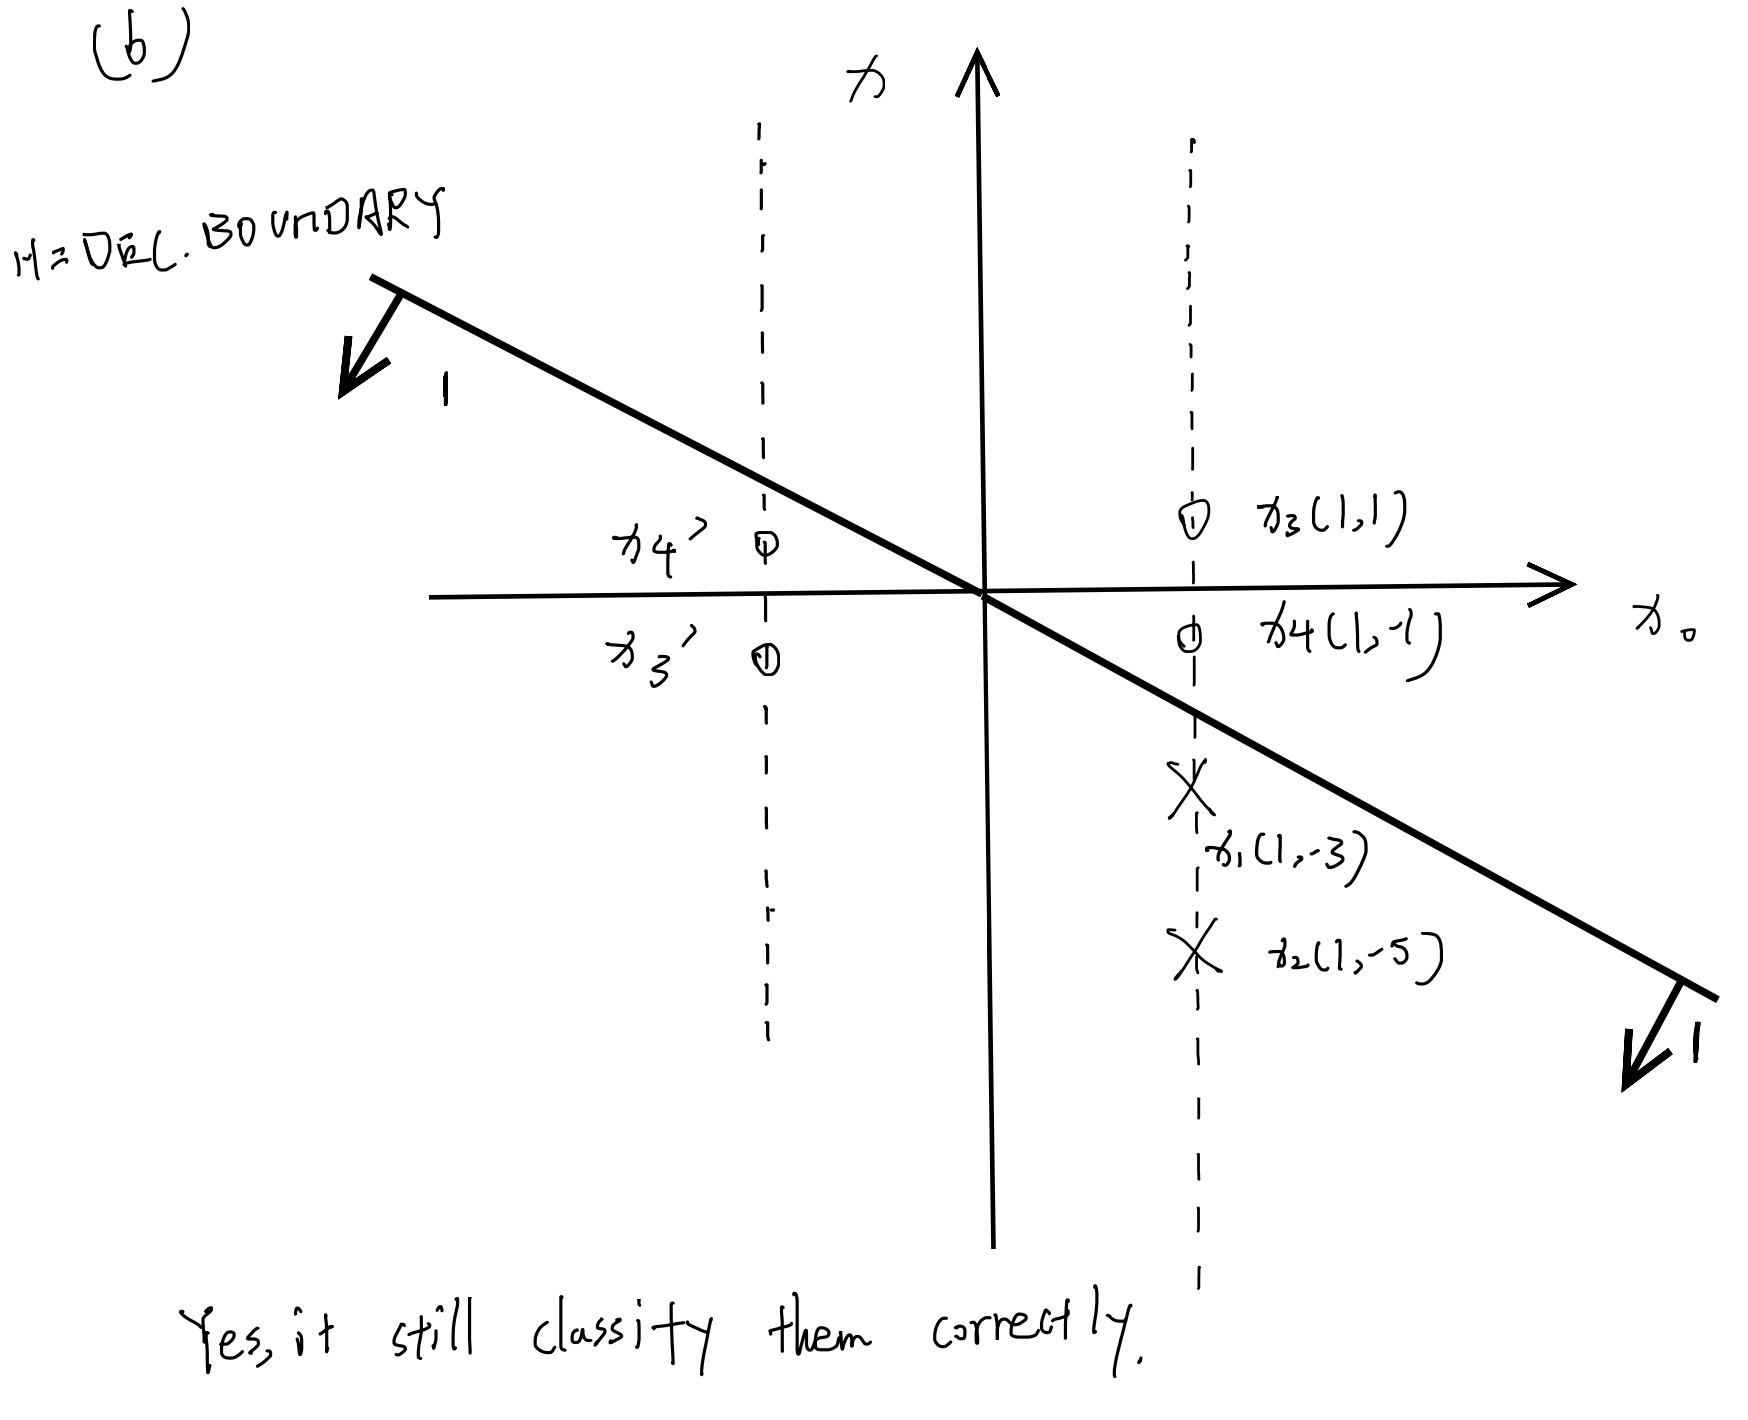 (b)
x
H = DEC. BOUNDARY
1
x3(1,1)
x4'
x4(1,-1)
x0
x3'
x1(1,-3)
x2(1,-5)
1
Yes, it still classity them correctly.